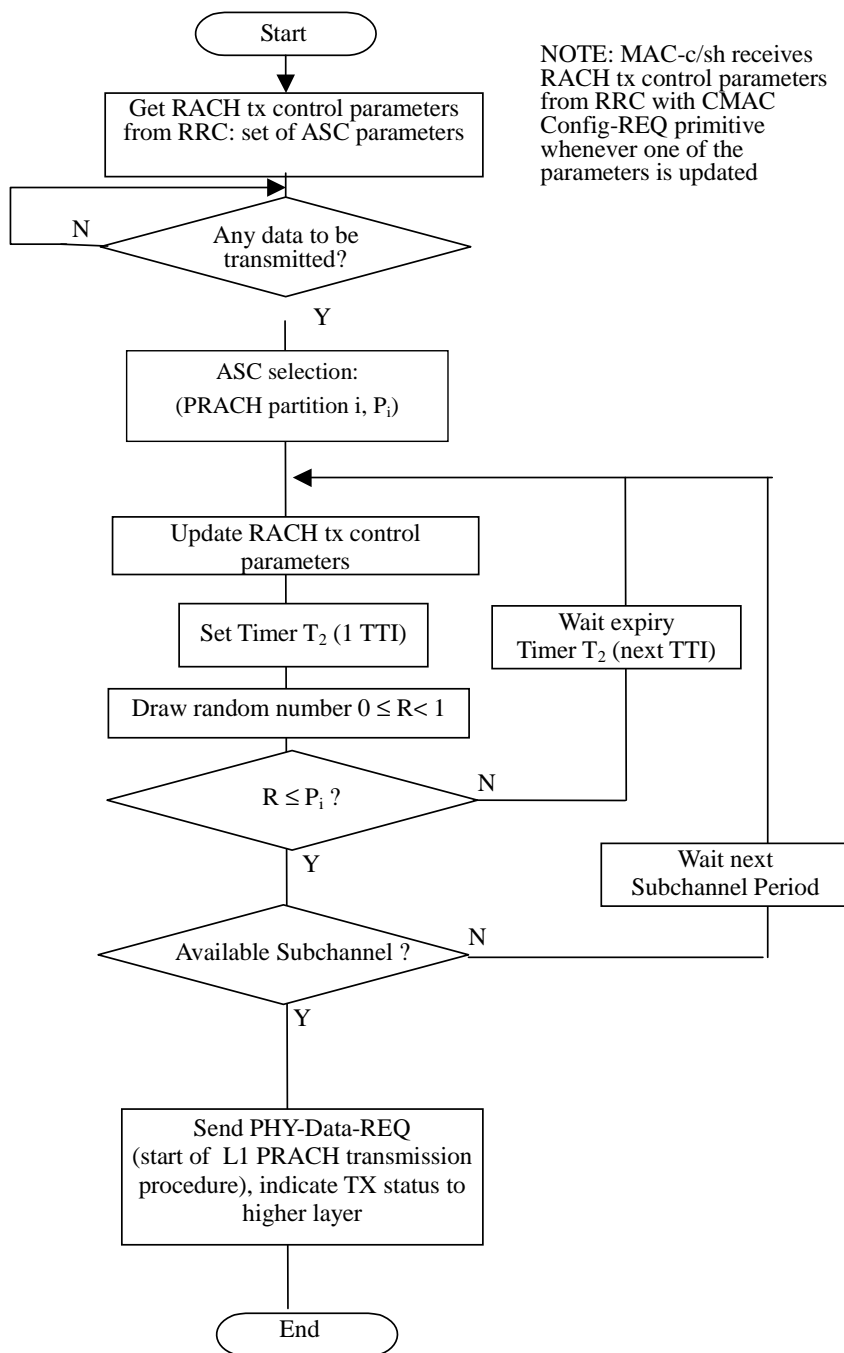 Start
NOTE: MAC-c/sh receives
RACH tx control parameters
from RRC with CMAC
Config-REQ primitive
whenever one of the
parameters is updated
Get RACH tx control parameters
from RRC: set of ASC parameters
N
Any data to be
transmitted?
Y
ASC selection:
(PRACH partition i, Pi)
Update RACH tx control
parameters
Set Timer T2 (1 TTI)
Wait expiry
Timer T2 (next TTI)
Draw random number 0 ≤ R< 1
R ≤ Pi ?
N
Y
Wait next
Subchannel Period
Available Subchannel ?
N
Y
Send PHY-Data-REQ
(start of L1 PRACH transmission
procedure), indicate TX status to
higher layer
End